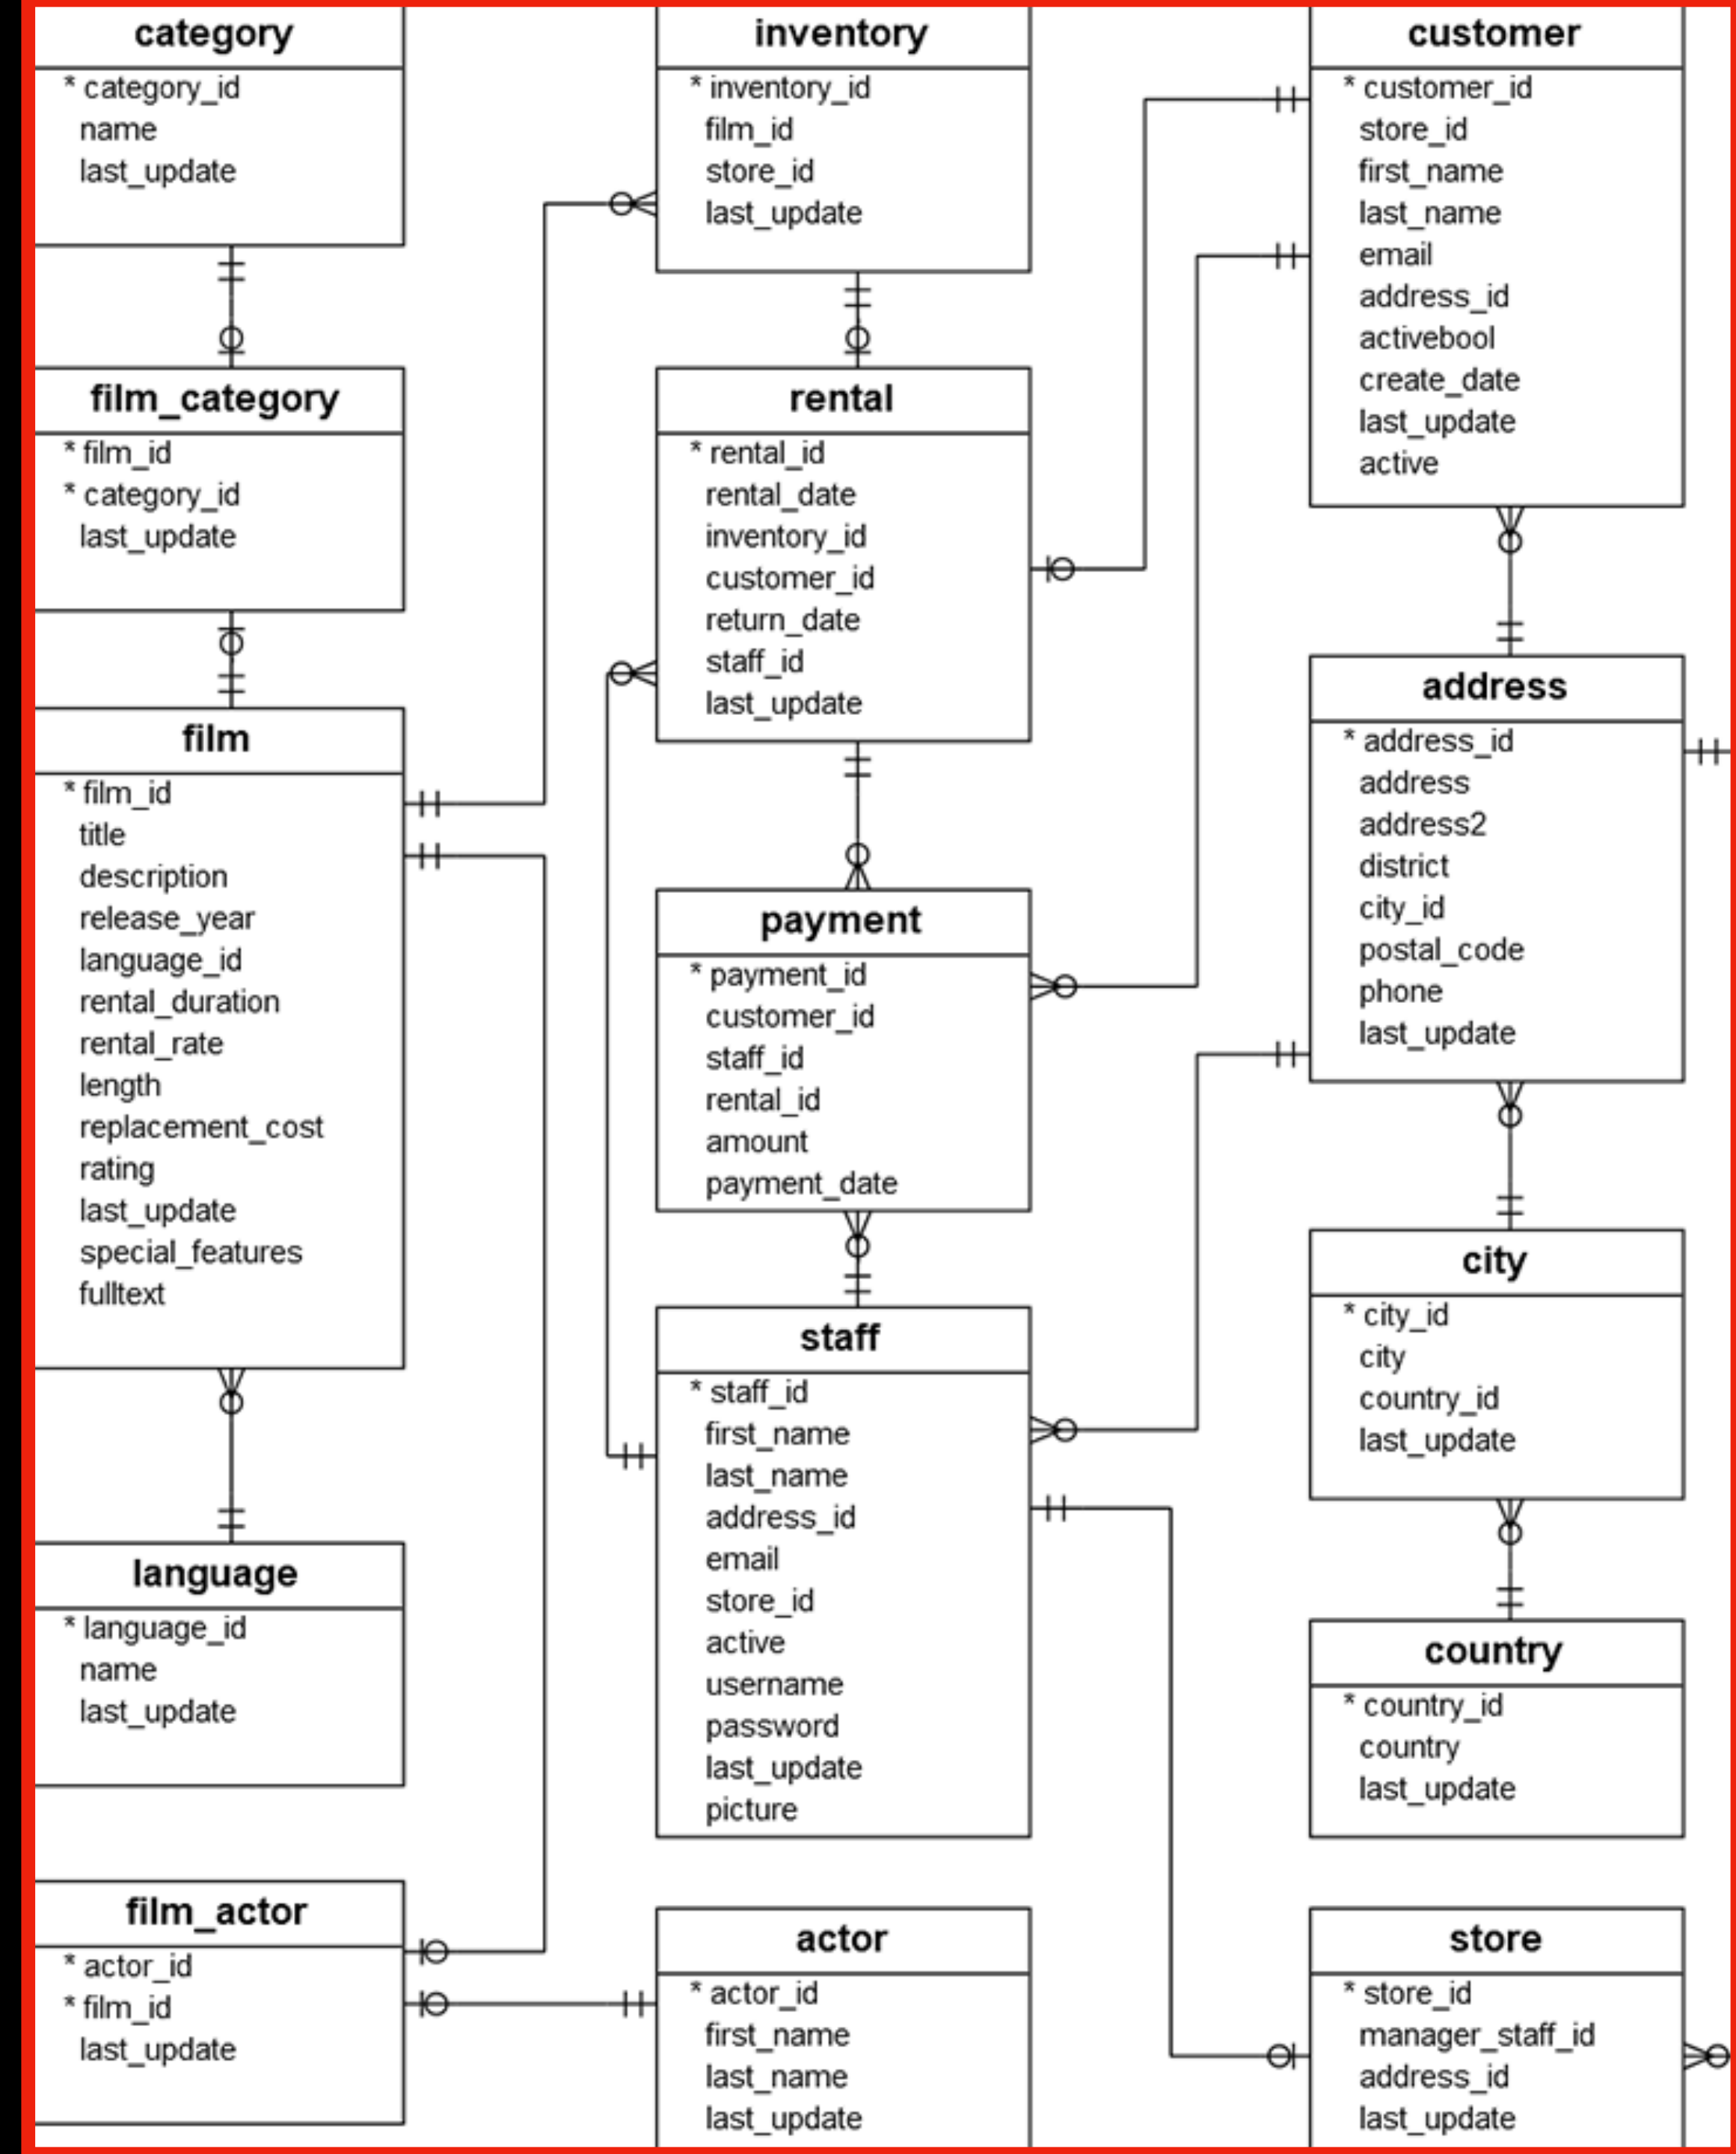 category
* category_id
name
last_update
film_category
* film_id
* category_id
last_update
film
* film_id
title
description
release_year
language_id
rental_duration
rental_rate
length
replacement_cost
rating
last_update
special_features
fulltext
language
* language_id
name
last_update
film_actor
* actor_id
* film_id
last_update
inventory
* inventory_id
film_id
store_id
last_update
rental
* rental_id
rental_date
inventory_id
customer_id
return_date
staff_id
last_update
payment
* payment_id
customer_id
staff_id
rental_id
amount
payment_date
staff
* staff_id
first_name
last_name
address_id
email
store_id
active
username
password
last_update
picture
actor
* actor_id
first_name
last_name
last_update
customer
* customer_id
store_id
first_name
last_name
email
address_id
activebool
create_date
last_update
active
address
* address_id
address
address2
district
city_id
postal_code
phone
last_update
city
* city_id
city
country_id
last_update
country
* country_id
country
last_update
store
* store_id
manager_staff_id
address_id
last_update